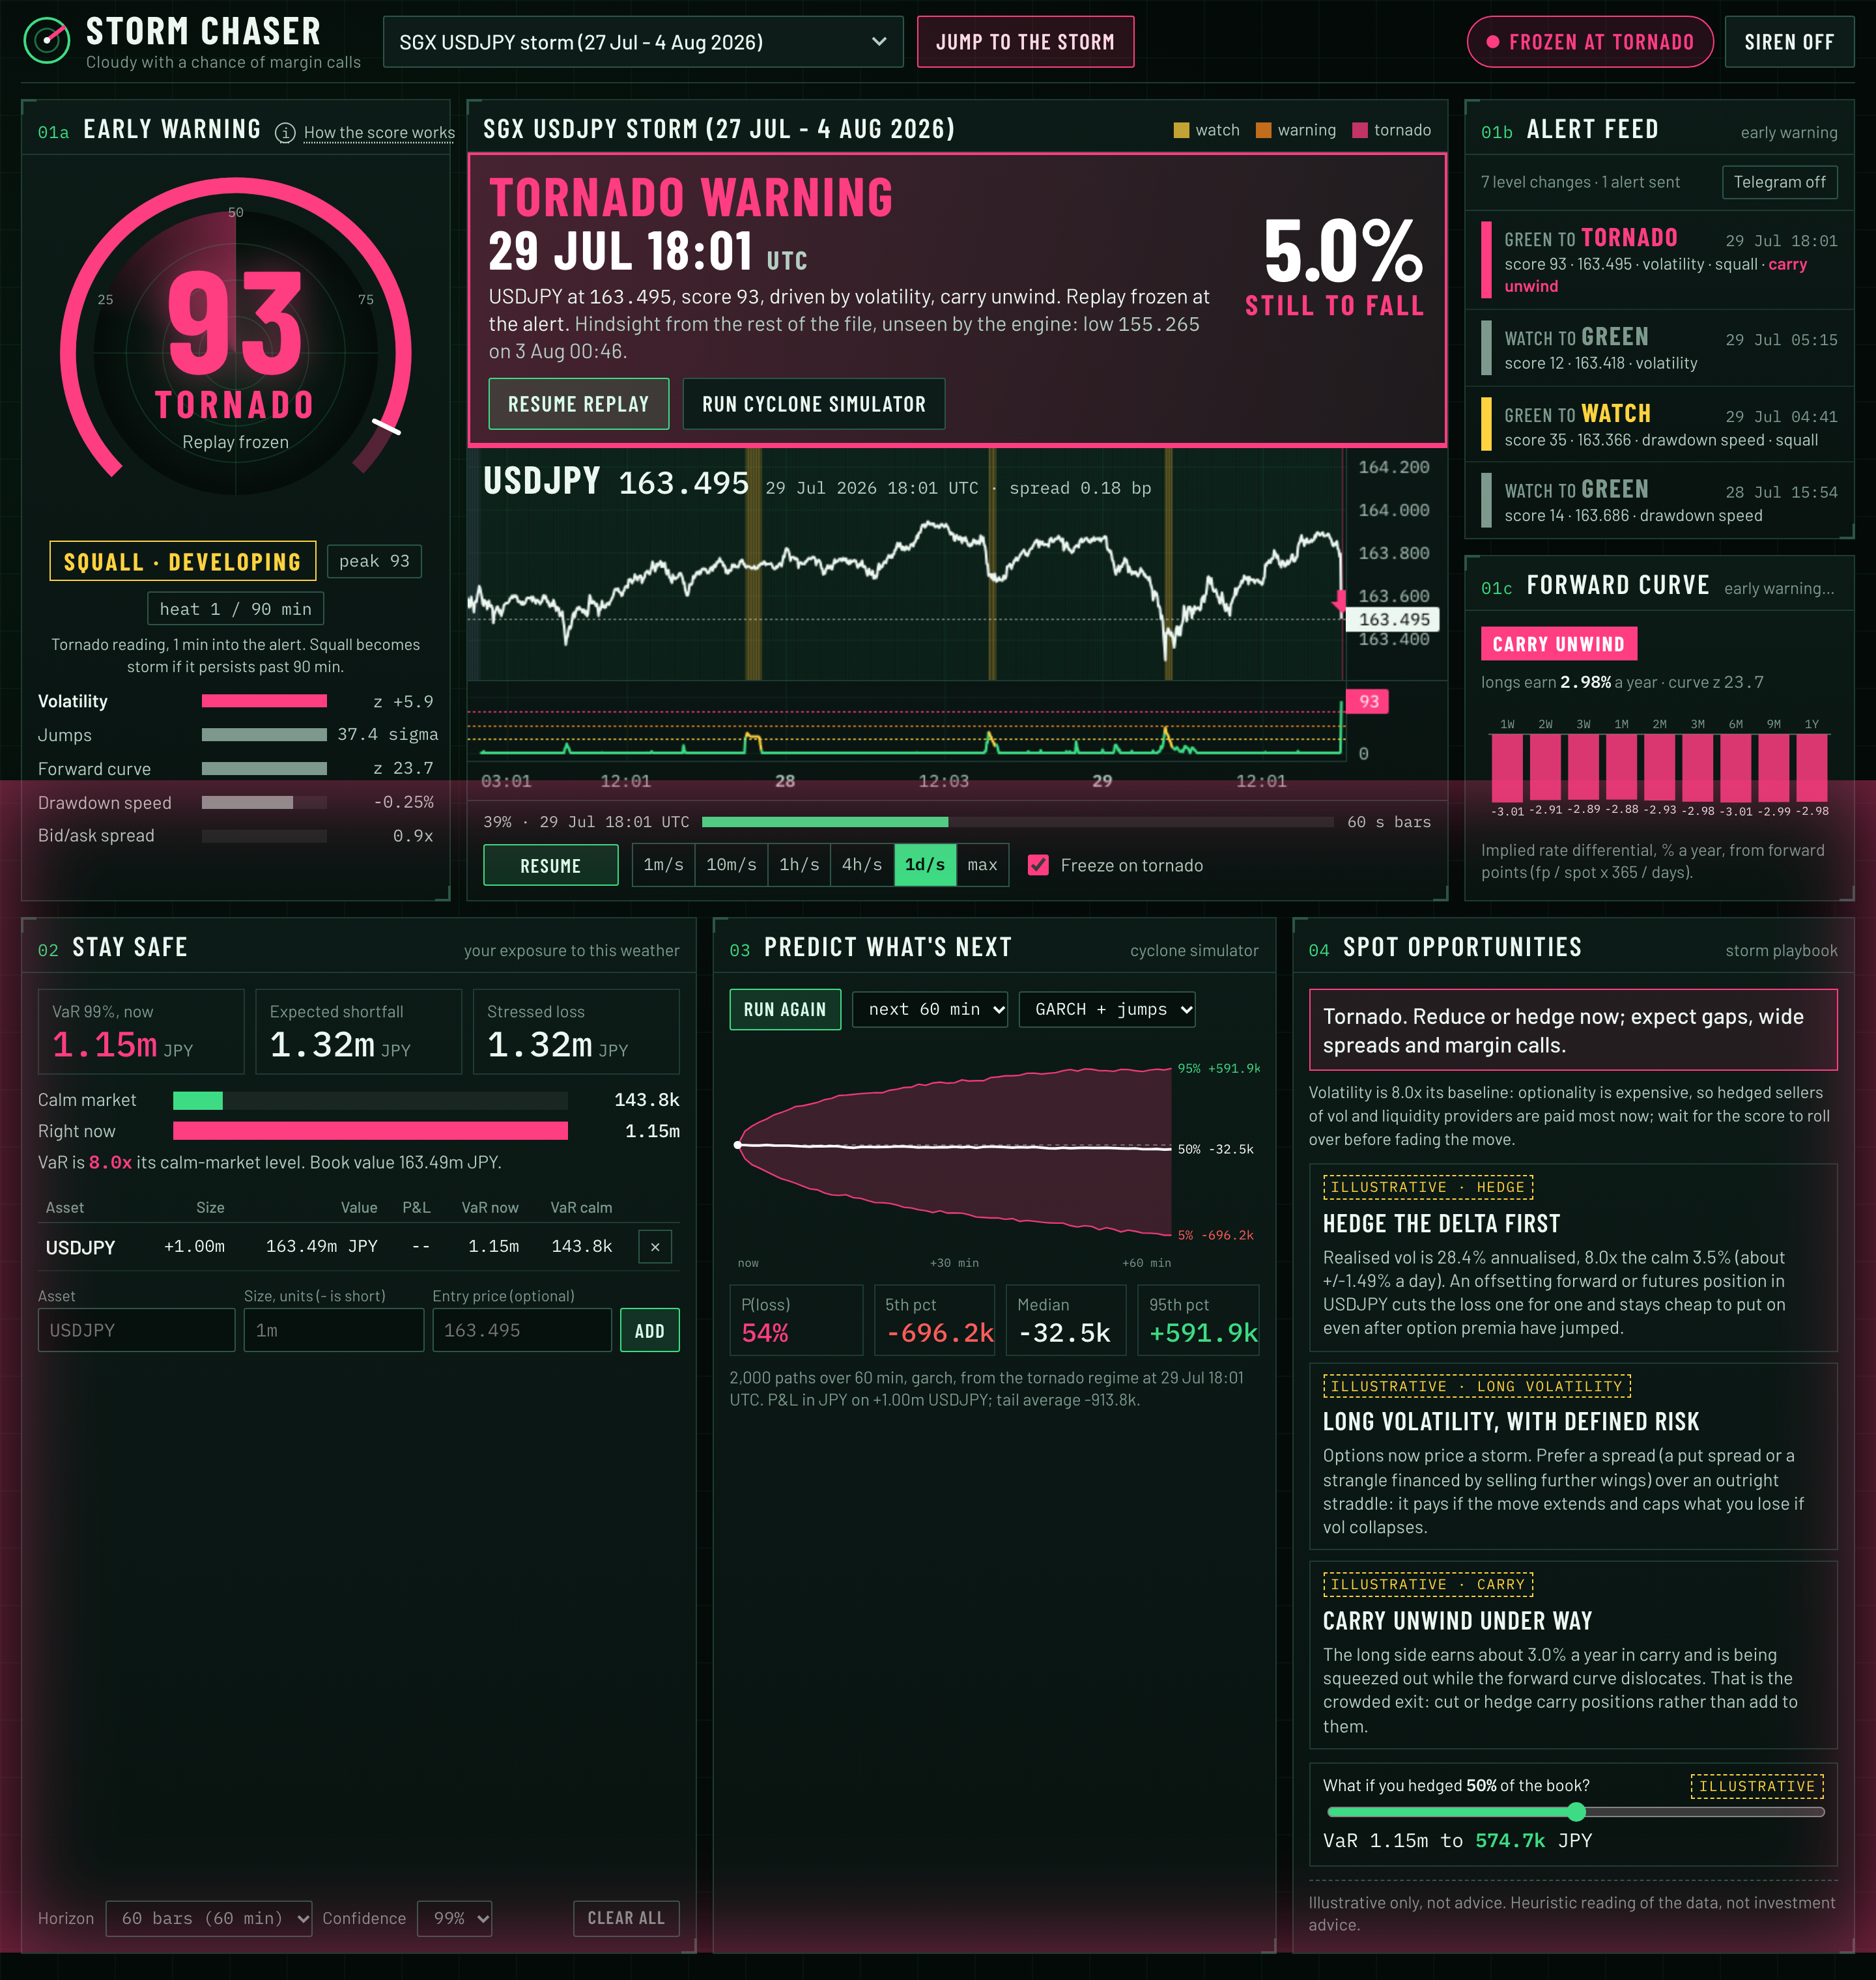 STORM CHASER
Cloudy with a chance of margin calls
SGX USDJPY storm (27 Jul - 4 Aug 2026)
JUMP TO THE STORM
FROZEN AT TORNADO
SIREN OFF
01a EARLY WARNING
i How the score works
50
25
75
93
TORNADO
Replay frozen
SQUALL · DEVELOPING
peak 93
heat 1 / 90 min
Tornado reading, 1 min into the alert. Squall becomes
storm if it persists past 90 min.
Volatility z +5.9
Jumps 37.4 sigma
Forward curve z 23.7
Drawdown speed -0.25%
Bid/ask spread 0.9x
SGX USDJPY STORM (27 JUL - 4 AUG 2026)
watch warning tornado
TORNADO WARNING
29 JUL 18:01 UTC
USDJPY at 163.495, score 93, driven by volatility, carry unwind. Replay frozen at
the alert. Hindsight from the rest of the file, unseen by the engine: low 155.265
on 3 Aug 00:46.
5.0%
STILL TO FALL
RESUME REPLAY
RUN CYCLONE SIMULATOR
USDJPY 163.495 29 Jul 2026 18:01 UTC · spread 0.18 bp
164.200
164.000
163.800
163.600
163.495
163.400
93
0
03:01 12:01 28 12:03 29 12:01
39% · 29 Jul 18:01 UTC
60 s bars
RESUME
1m/s 10m/s 1h/s 4h/s 1d/s max
Freeze on tornado
01b ALERT FEED
early warning
7 level changes · 1 alert sent
Telegram off
GREEN TO TORNADO 29 Jul 18:01
score 93 · 163.495 · volatility · squall · carry
unwind
WATCH TO GREEN 29 Jul 05:15
score 12 · 163.418 · volatility
GREEN TO WATCH 29 Jul 04:41
score 35 · 163.366 · drawdown speed · squall
WATCH TO GREEN 28 Jul 15:54
score 14 · 163.686 · drawdown speed
01c FORWARD CURVE
early warning...
CARRY UNWIND
longs earn 2.98% a year · curve z 23.7
1W 2W 3W 1M 2M 3M 6M 9M 1Y
-3.01 -2.91 -2.89 -2.88 -2.93 -2.98 -3.01 -2.99 -2.98
Implied rate differential, % a year, from forward
points (fp / spot x 365 / days).
02 STAY SAFE
your exposure to this weather
VaR 99%, now
1.15m JPY
Expected shortfall
1.32m JPY
Stressed loss
1.32m JPY
Calm market 143.8k
Right now 1.15m
VaR is 8.0x its calm-market level. Book value 163.49m JPY.
Asset Size Value P&L VaR now VaR calm
USDJPY +1.00m 163.49m JPY -- 1.15m 143.8k ×
Asset
Size, units (- is short)
Entry price (optional)
USDJPY
1m
163.495
ADD
Horizon 60 bars (60 min) Confidence 99%
CLEAR ALL
03 PREDICT WHAT'S NEXT
cyclone simulator
RUN AGAIN
next 60 min
GARCH + jumps
95% +591.9k
50% -32.5k
5% -696.2k
now +30 min +60 min
P(loss)
54%
5th pct
-696.2k
Median
-32.5k
95th pct
+591.9k
2,000 paths over 60 min, garch, from the tornado regime at 29 Jul 18:01
UTC. P&L in JPY on +1.00m USDJPY; tail average -913.8k.
04 SPOT OPPORTUNITIES
storm playbook
Tornado. Reduce or hedge now; expect gaps, wide
spreads and margin calls.
Volatility is 8.0x its baseline: optionality is expensive, so hedged sellers
of vol and liquidity providers are paid most now; wait for the score to roll
over before fading the move.
ILLUSTRATIVE · HEDGE
HEDGE THE DELTA FIRST
Realised vol is 28.4% annualised, 8.0x the calm 3.5% (about
+/-1.49% a day). An offsetting forward or futures position in
USDJPY cuts the loss one for one and stays cheap to put on
even after option premia have jumped.
ILLUSTRATIVE · LONG VOLATILITY
LONG VOLATILITY, WITH DEFINED RISK
Options now price a storm. Prefer a spread (a put spread or a
strangle financed by selling further wings) over an outright
straddle: it pays if the move extends and caps what you lose if
vol collapses.
ILLUSTRATIVE · CARRY
CARRY UNWIND UNDER WAY
The long side earns about 3.0% a year in carry and is being
squeezed out while the forward curve dislocates. That is the
crowded exit: cut or hedge carry positions rather than add to
them.
What if you hedged 50% of the book?
ILLUSTRATIVE
VaR 1.15m to 574.7k JPY
Illustrative only, not advice. Heuristic reading of the data, not investment
advice.